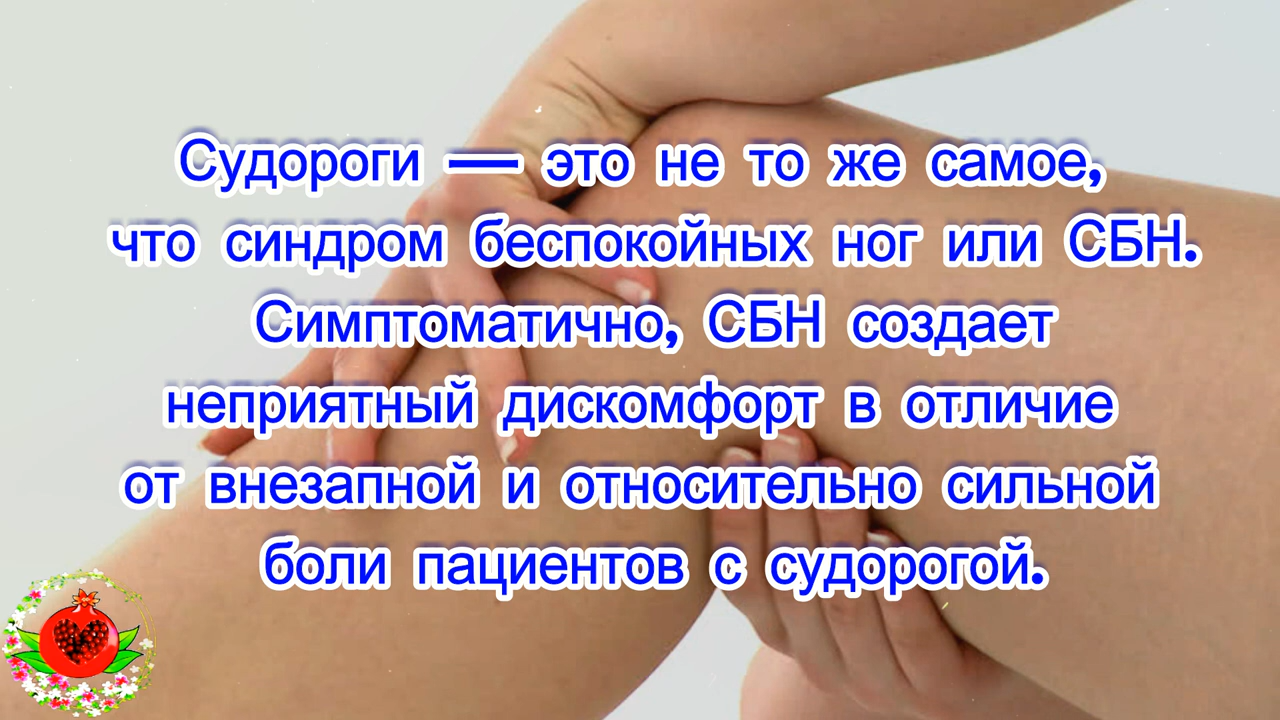 Судороги — это не то же самое,
что синдром беспокойных ног или СБН.
Симптоматично, СБН создает
неприятный дискомфорт в отличие
от внезапной и относительно сильной
боли пациентов с судорогой.